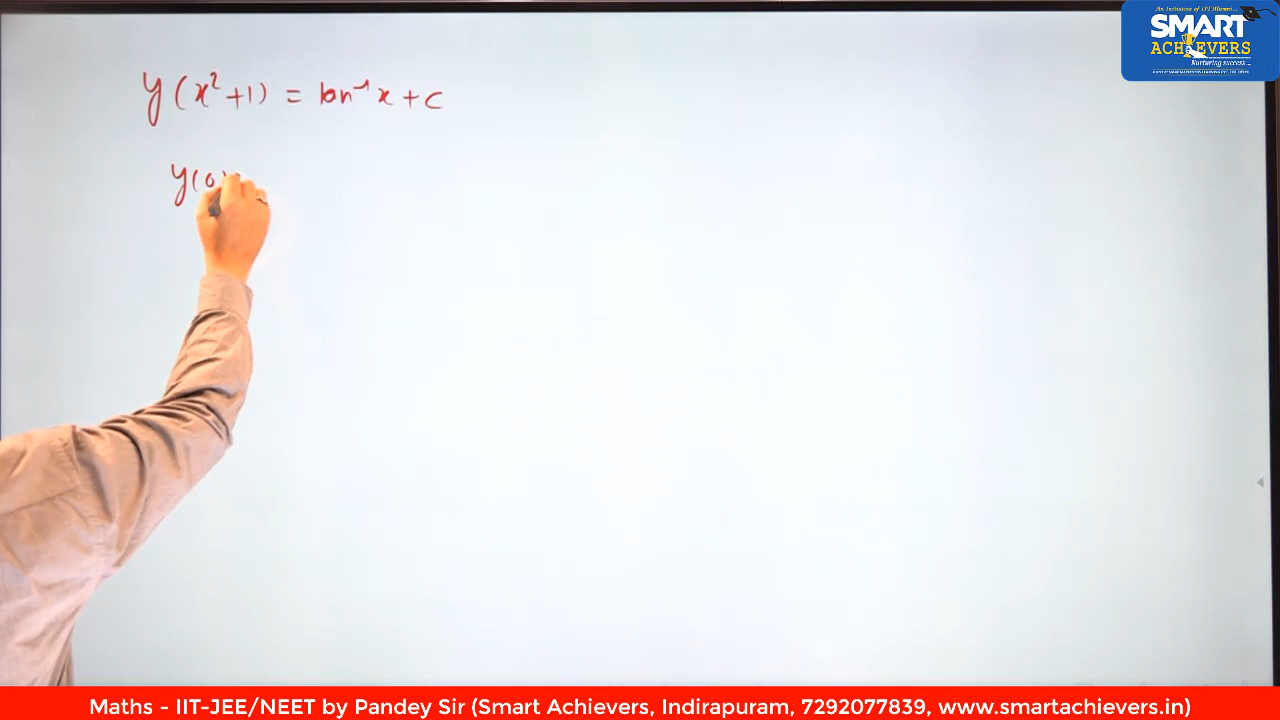 An Initiative of IIT Alumni...
SMART
ACHIEVERS
Nurturing success ...
y(x²+1) = tan⁻¹x + c
y(0)
Maths - IIT-JEE/NEET by Pandey Sir (Smart Achievers, Indirapuram, 7292077839, www.smartachievers.in)